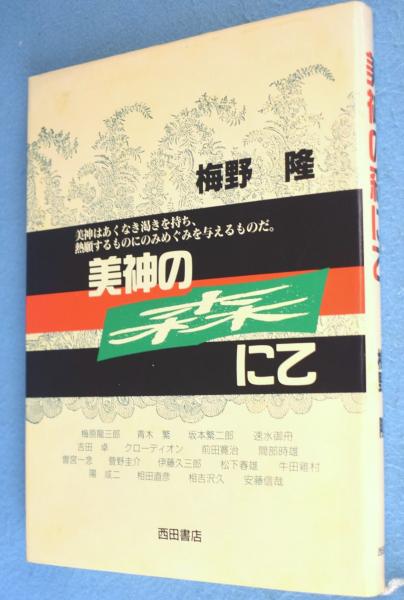 梅野 隆
美神はあくなき渇きを持ち、
熱願するものにのみめぐみを与えるものだ。
美神の
森
にて
梅原龍三郎 青木 繁 坂本繁二郎 速水御舟
吉田 卓 クローディオン 前田寛治 間部時雄
曽宮一念 菅野圭介 伊藤久三郎 松下春雄 牛田雞村
陽 咸二 相田直彦 相吉沢久 安藤信哉
西田書店
美神の森にて
梅野 隆